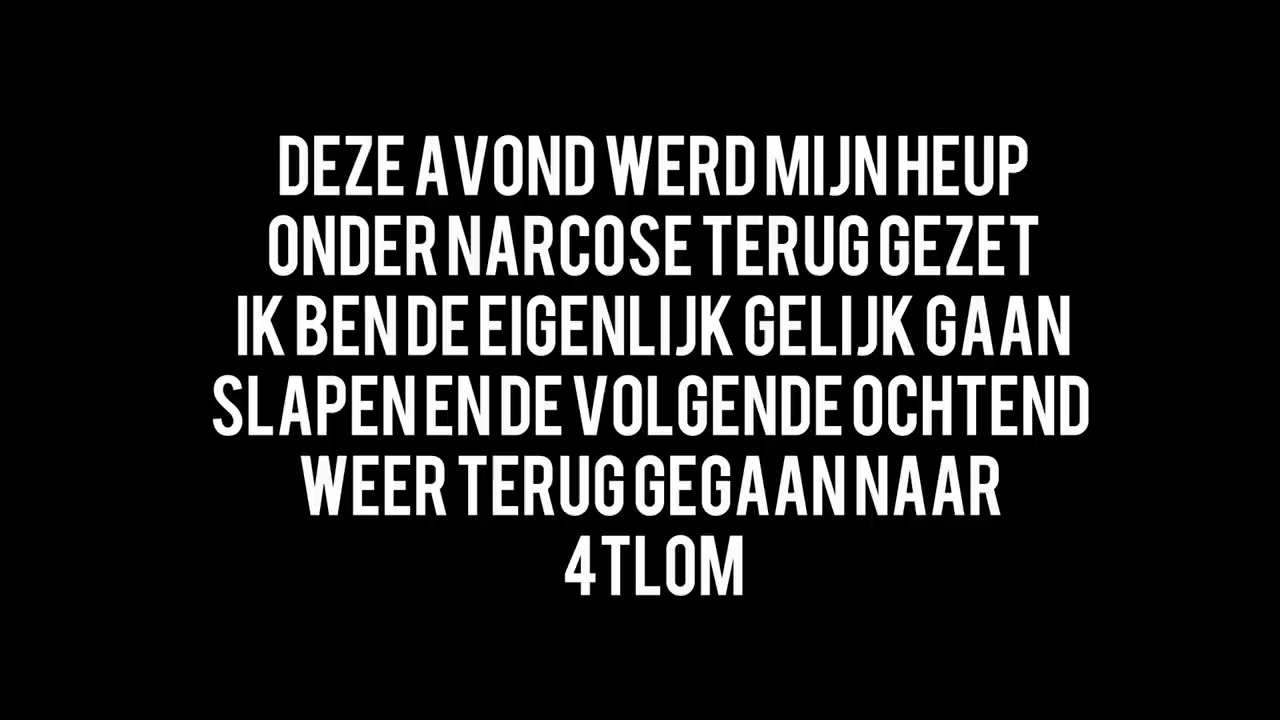 DEZE AVOND WERD MIJN HEUP
ONDER NARCOSE TERUG GEZET
IK BEN DE EIGENLIJK GELIJK GAAN
SLAPEN EN DE VOLGENDE OCHTEND
WEER TERUG GEGAAN NAAR
4TLOM